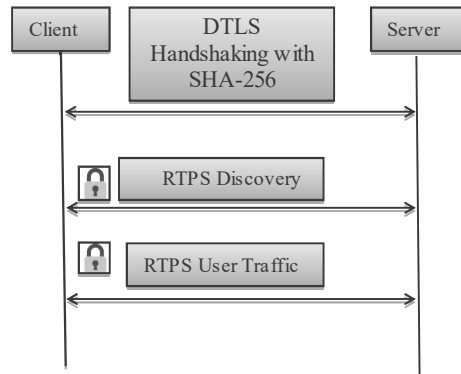 Client
DTLS
Handshaking with
SHA-256
Server
RTPS Discovery
RTPS User Traffic